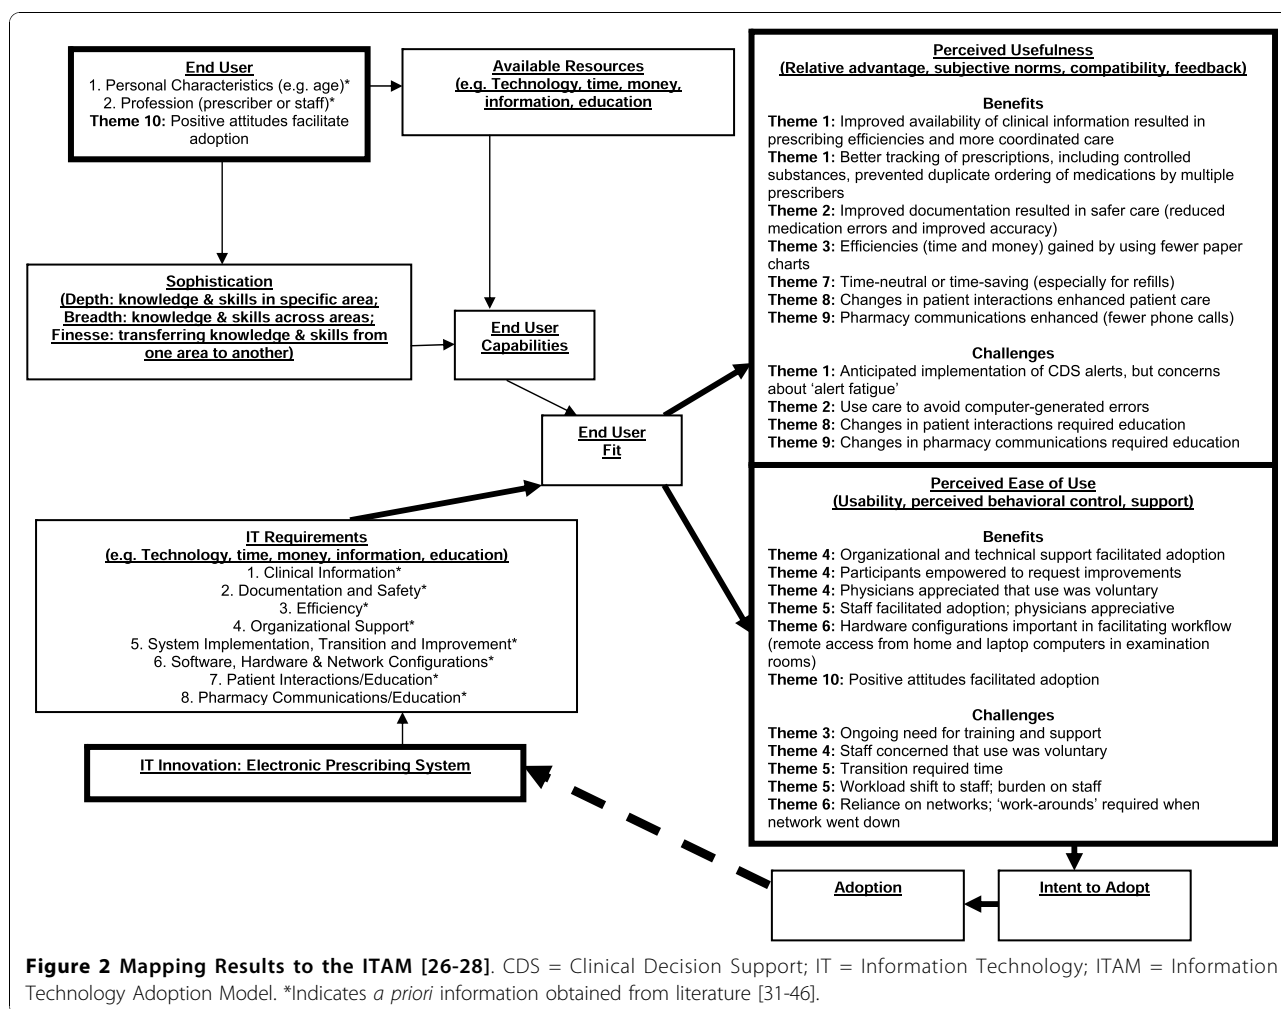 End User
1. Personal Characteristics (e.g. age)*
2. Profession (prescriber or staff)*
Theme 10: Positive attitudes facilitate
adoption
Available Resources
(e.g. Technology, time, money,
information, education
Sophistication
(Depth: knowledge & skills in specific area;
Breadth: knowledge & skills across areas;
Finesse: transferring knowledge & skills from
one area to another)
End User
Capabilities
End User
Fit
IT Requirements
(e.g. Technology, time, money, information, education)
1. Clinical Information*
2. Documentation and Safety*
3. Efficiency*
4. Organizational Support*
5. System Implementation, Transition and Improvement*
6. Software, Hardware & Network Configurations*
7. Patient Interactions/Education*
8. Pharmacy Communications/Education*
IT Innovation: Electronic Prescribing System
Perceived Usefulness
(Relative advantage, subjective norms, compatibility, feedback)
Benefits
Theme 1: Improved availability of clinical information resulted in
prescribing efficiencies and more coordinated care
Theme 1: Better tracking of prescriptions, including controlled
substances, prevented duplicate ordering of medications by multiple
prescribers
Theme 2: Improved documentation resulted in safer care (reduced
medication errors and improved accuracy)
Theme 3: Efficiencies (time and money) gained by using fewer paper
charts
Theme 7: Time-neutral or time-saving (especially for refills)
Theme 8: Changes in patient interactions enhanced patient care
Theme 9: Pharmacy communications enhanced (fewer phone calls)
Challenges
Theme 1: Anticipated implementation of CDS alerts, but concerns
about ‘alert fatigue’
Theme 2: Use care to avoid computer-generated errors
Theme 8: Changes in patient interactions required education
Theme 9: Changes in pharmacy communications required education
Perceived Ease of Use
(Usability, perceived behavioral control, support)
Benefits
Theme 4: Organizational and technical support facilitated adoption
Theme 4: Participants empowered to request improvements
Theme 4: Physicians appreciated that use was voluntary
Theme 5: Staff facilitated adoption; physicians appreciative
Theme 6: Hardware configurations important in facilitating workflow
(remote access from home and laptop computers in examination
rooms)
Theme 10: Positive attitudes facilitated adoption
Challenges
Theme 3: Ongoing need for training and support
Theme 4: Staff concerned that use was voluntary
Theme 5: Transition required time
Theme 5: Workload shift to staff; burden on staff
Theme 6: Reliance on networks; ‘work-arounds’ required when
network went down
Adoption
Intent to Adopt
Figure 2 Mapping Results to the ITAM [26-28]. CDS = Clinical Decision Support; IT = Information Technology; ITAM = Information
Technology Adoption Model. *Indicates a priori information obtained from literature [31-46].